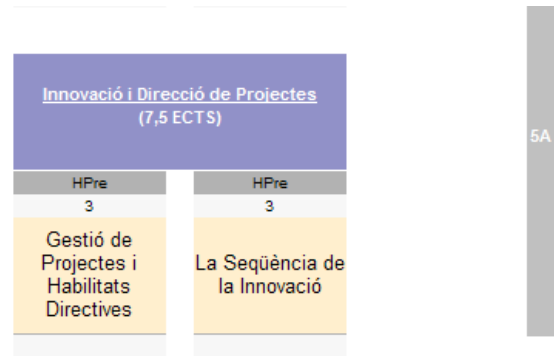 Innovació i Direcció de Projectes
(7,5 ECTS)
5A
HPre
HPre
3
3
Gestió de
Projectes i
Habilitats
Directives
La Seqüència de
la Innovació